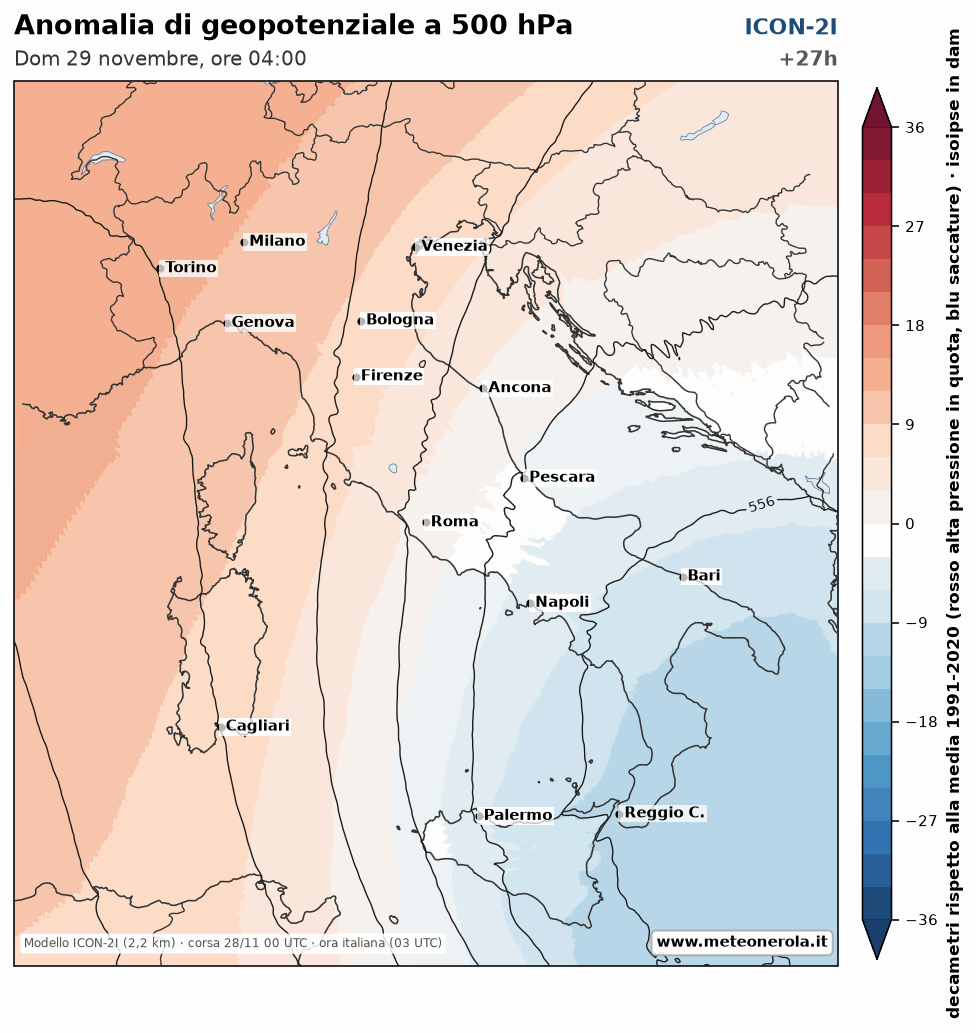 Anomalia di geopotenziale a 500 hPa
ICON-2I
Dom 29 novembre, ore 04:00
+27h
Milano
Venezia
Torino
Genova
Bologna
Firenze
Ancona
Pescara
556
Roma
Bari
Napoli
Cagliari
Palermo
Reggio C.
Modello ICON-2I (2,2 km) · corsa 28/11 00 UTC · ora italiana (03 UTC)
www.meteonerola.it
36
27
18
9
0
−9
−18
−27
−36
decametri rispetto alla media 1991-2020 (rosso alta pressione in quota, blu saccature) · isoipse in dam